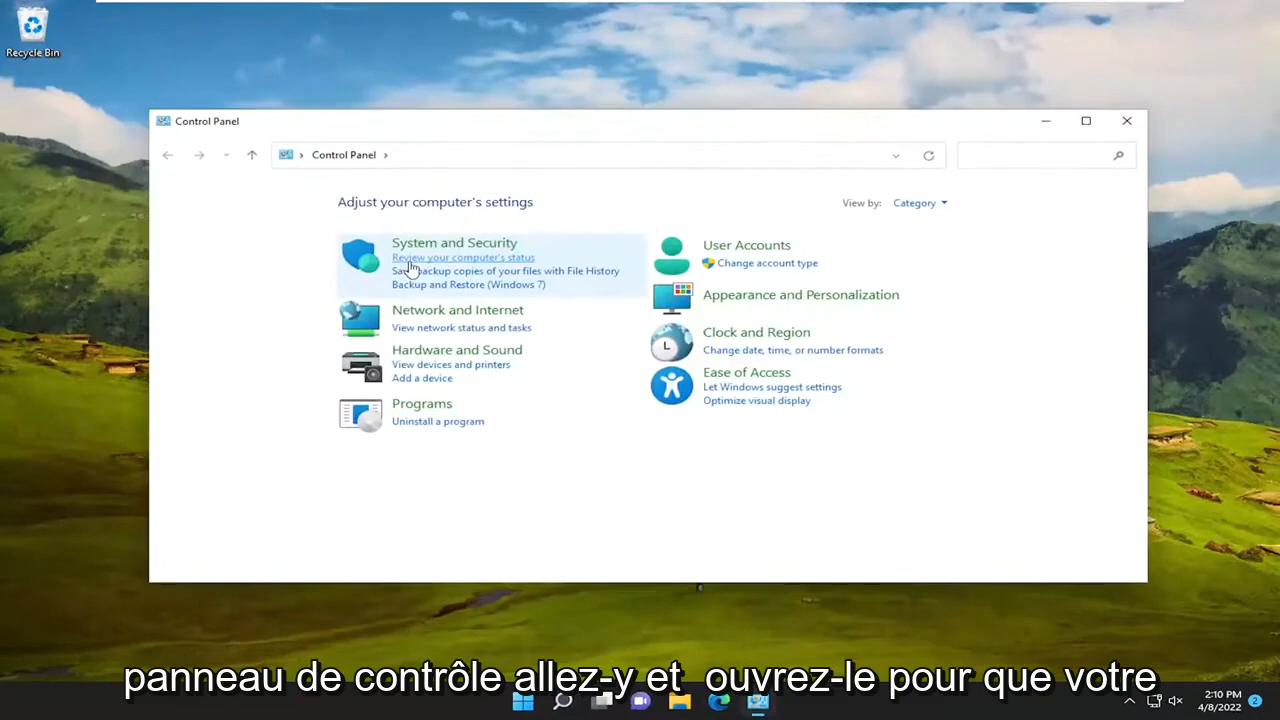 Recycle Bin
Control Panel
Control Panel
Adjust your computer's settings
View by: Category
System and Security
Review your computer's status
Save backup copies of your files with File History
Backup and Restore (Windows 7)
Network and Internet
View network status and tasks
Hardware and Sound
View devices and printers
Add a device
Programs
Uninstall a program
User Accounts
Change account type
Appearance and Personalization
Clock and Region
Change date, time, or number formats
Ease of Access
Let Windows suggest settings
Optimize visual display
panneau de contrôle allez-y et ouvrez-le pour que votre
2:10 PM
4/8/2022
2